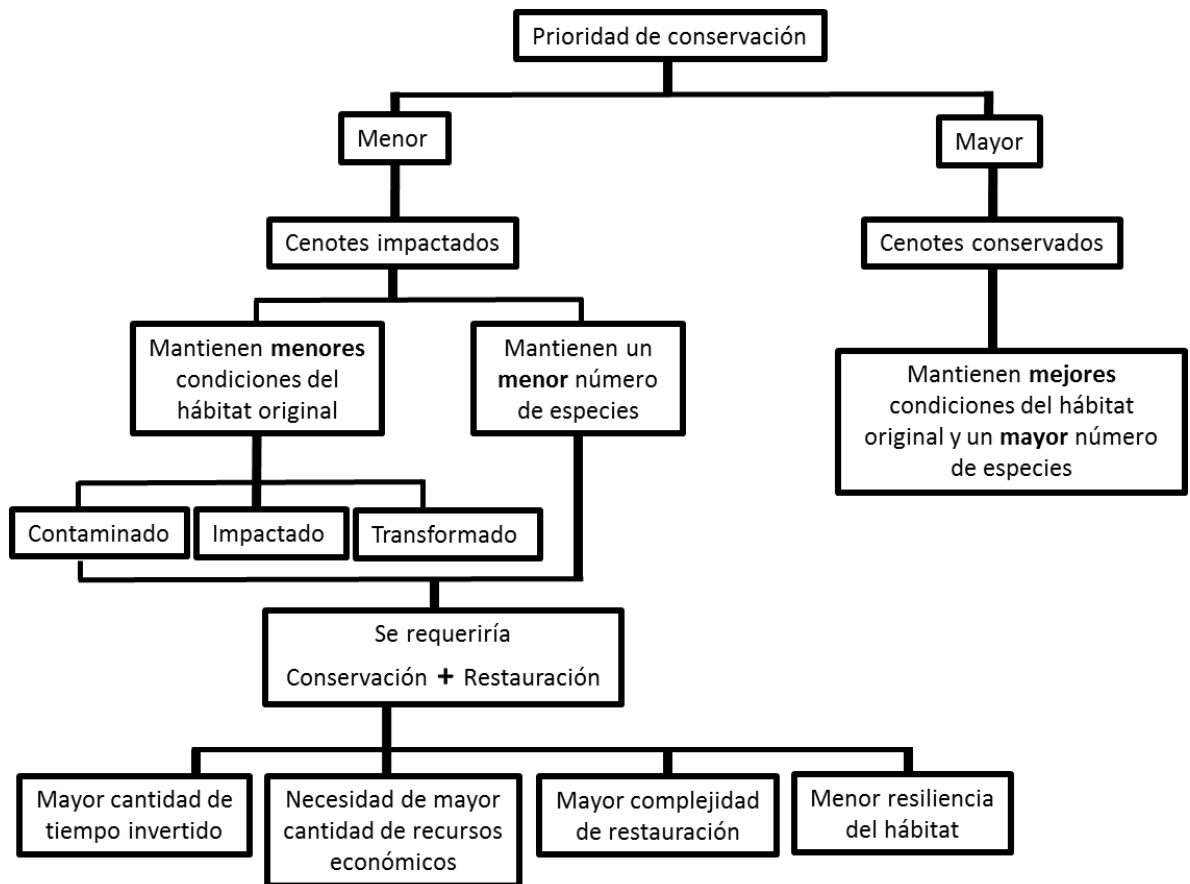 Prioridad de conservación
Menor
Mayor
Cenotes impactados
Cenotes conservados
Mantienen menores
condiciones del
hábitat original
Mantienen un
menor número
de especies
Mantienen mejores
condiciones del hábitat
original y un mayor número
de especies
Contaminado
Impactado
Transformado
Se requeriría
Conservación + Restauración
Mayor cantidad de
tiempo invertido
Necesidad de mayor
cantidad de recursos
económicos
Mayor complejidad
de restauración
Menor resiliencia
del hábitat